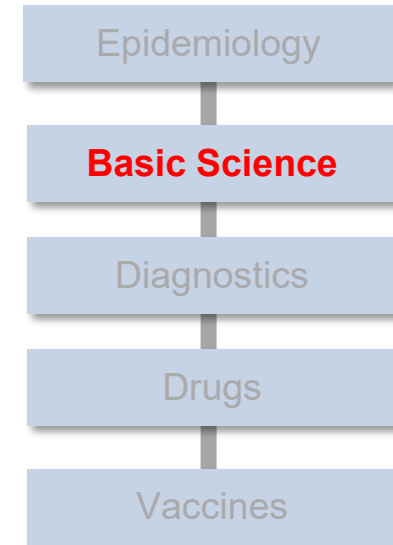 Epidemiology
Basic Science
Diagnostics
Drugs
Vaccines